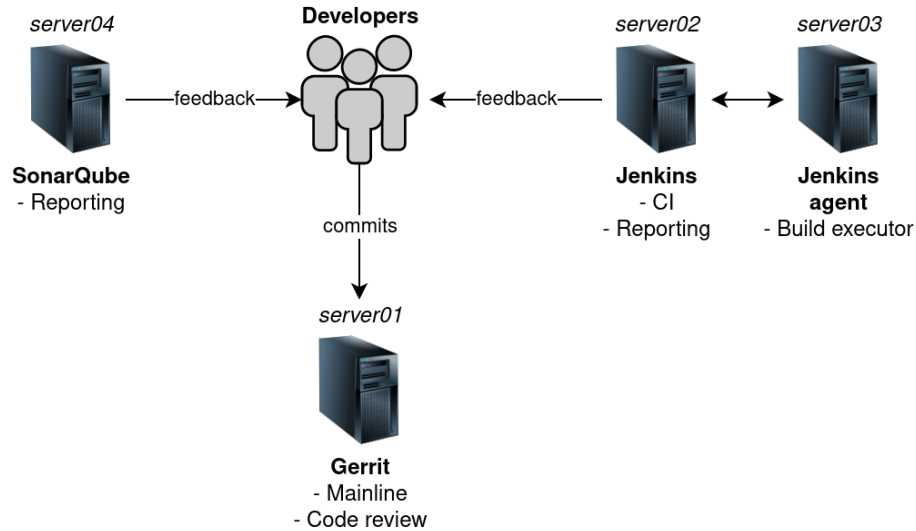 Developers
server04
server02
server03
feedback
feedback
SonarQube
- Reporting
Jenkins
- CI
- Reporting
Jenkins
agent
- Build executor
commits
server01
Gerrit
- Mainline
- Code review